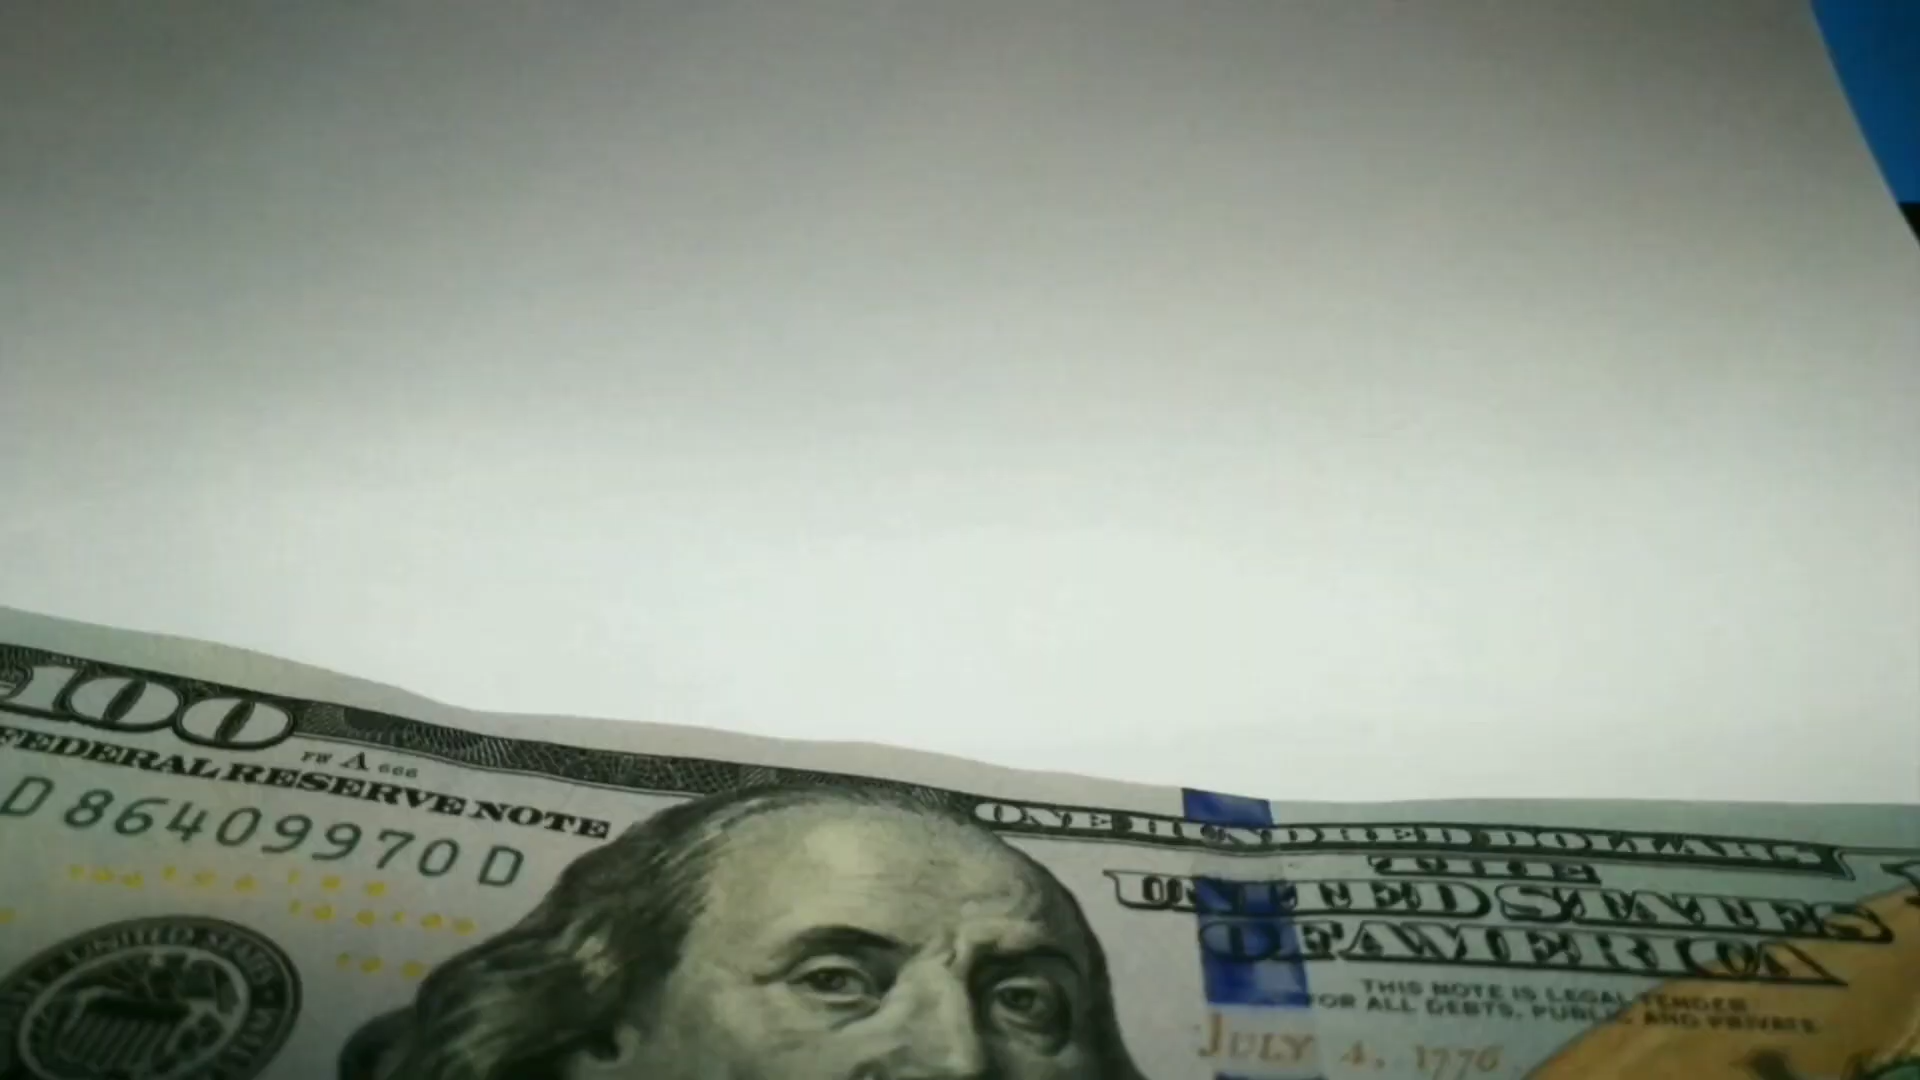 100
FW A 666
FEDERAL RESERVE NOTE
D 86409970 D
ONE HUNDRED DOLLARS
THE
UNITED STATES
OF AMERICA
THIS NOTE IS LEGAL TENDER
FOR ALL DEBTS, PUBLIC AND PRIVATE
JULY 4, 1776